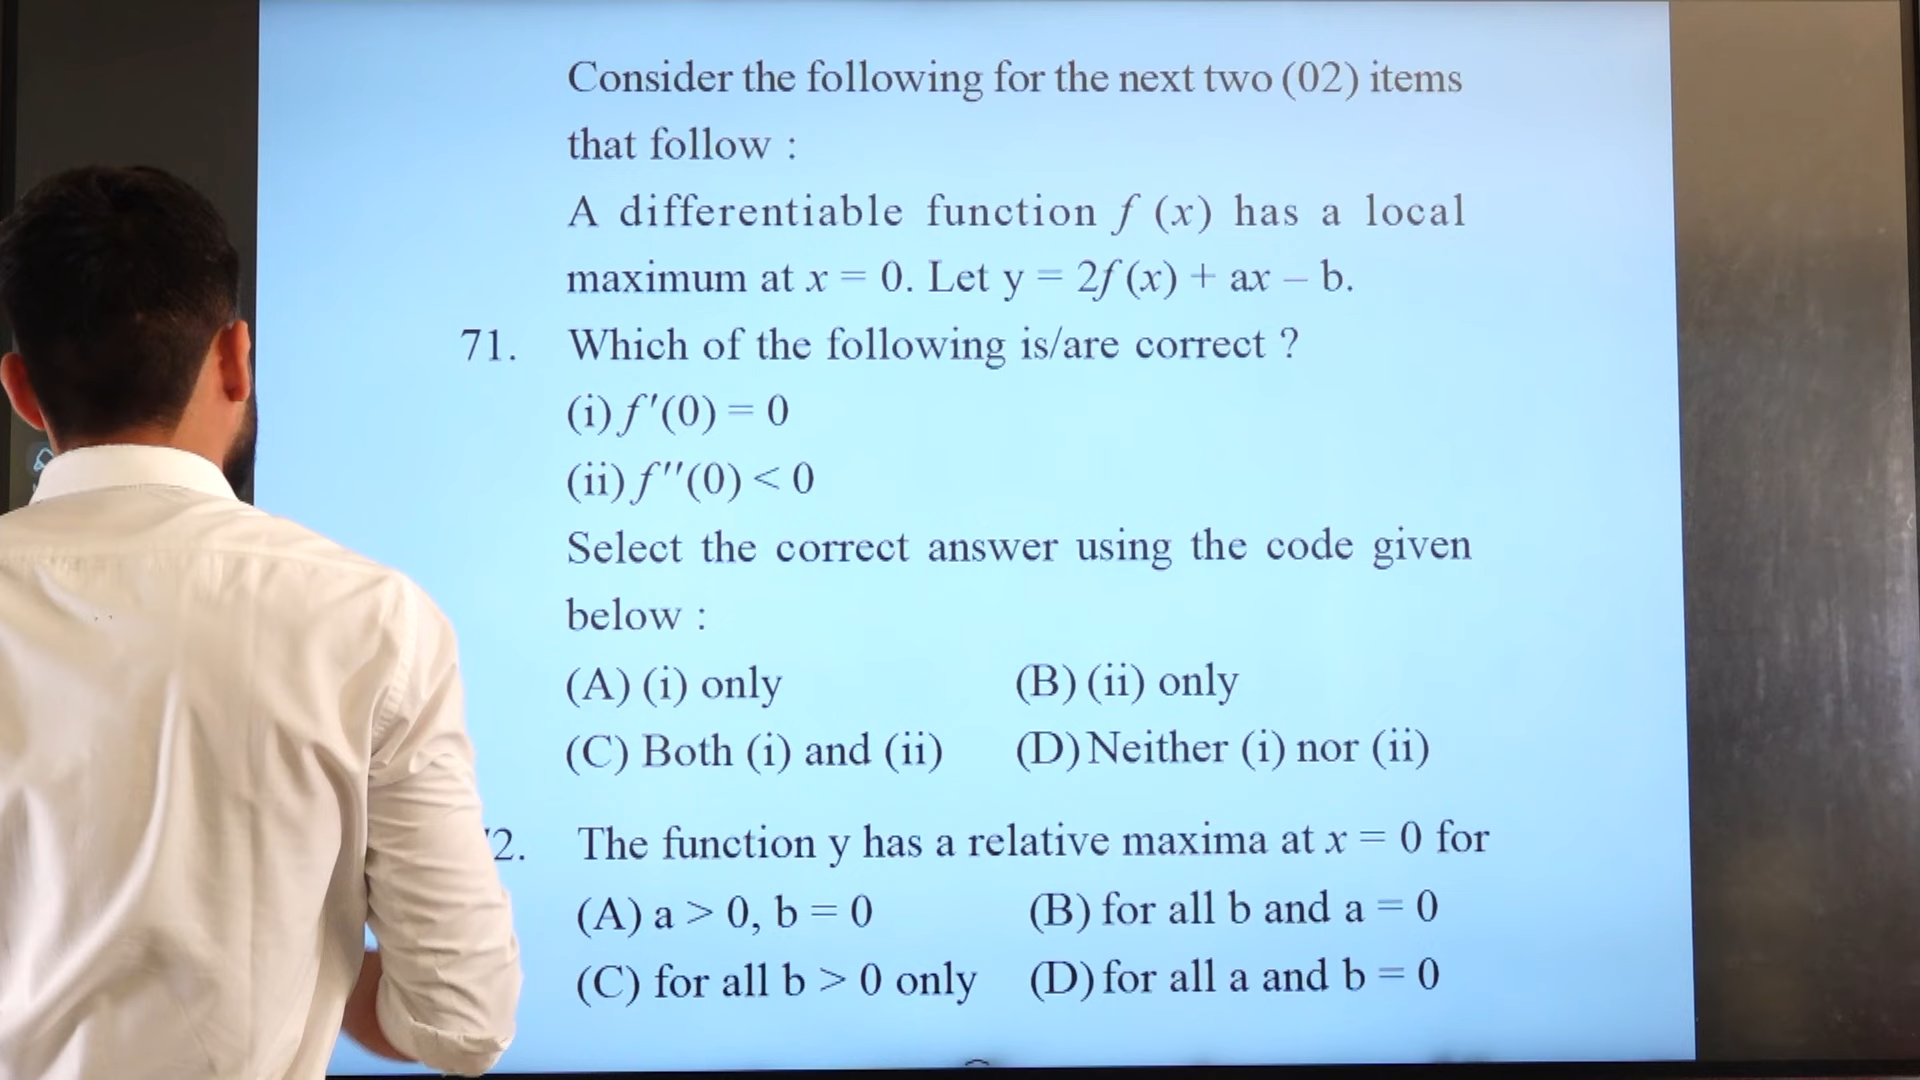 Consider the following for the next two (02) items
that follow :
A differentiable function f (x) has a local
maximum at x = 0. Let y = 2f (x) + ax – b.
71. Which of the following is/are correct ?
(i) f′(0) = 0
(ii) f″(0) < 0
Select the correct answer using the code given
below :
(A) (i) only (B) (ii) only
(C) Both (i) and (ii) (D) Neither (i) nor (ii)
2. The function y has a relative maxima at x = 0 for
(A) a > 0, b = 0 (B) for all b and a = 0
(C) for all b > 0 only (D) for all a and b = 0